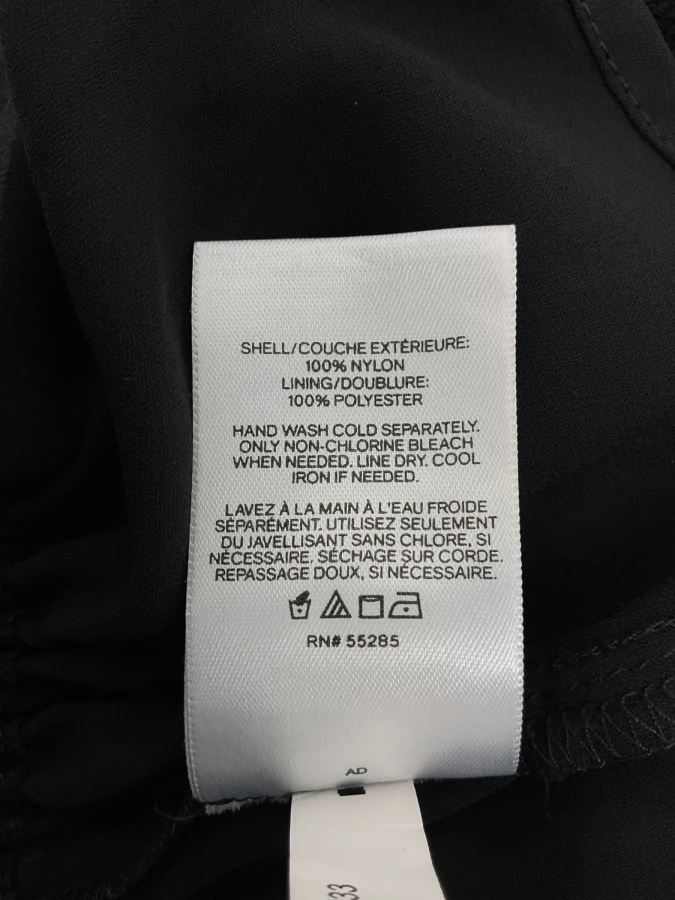 SHELL/COUCHE EXTÉRIEURE:
100% NYLON
LINING/DOUBLURE:
100% POLYESTER
HAND WASH COLD SEPARATELY.
ONLY NON-CHLORINE BLEACH
WHEN NEEDED. LINE DRY. COOL
IRON IF NEEDED.
LAVEZ À LA MAIN À L'EAU FROIDE
SÉPARÉMENT. UTILISEZ SEULEMENT
DU JAVELLISANT SANS CHLORE, SI
NÉCESSAIRE. SÉCHAGE SUR CORDE.
REPASSAGE DOUX, SI NÉCESSAIRE.
RN# 55285
AD
33